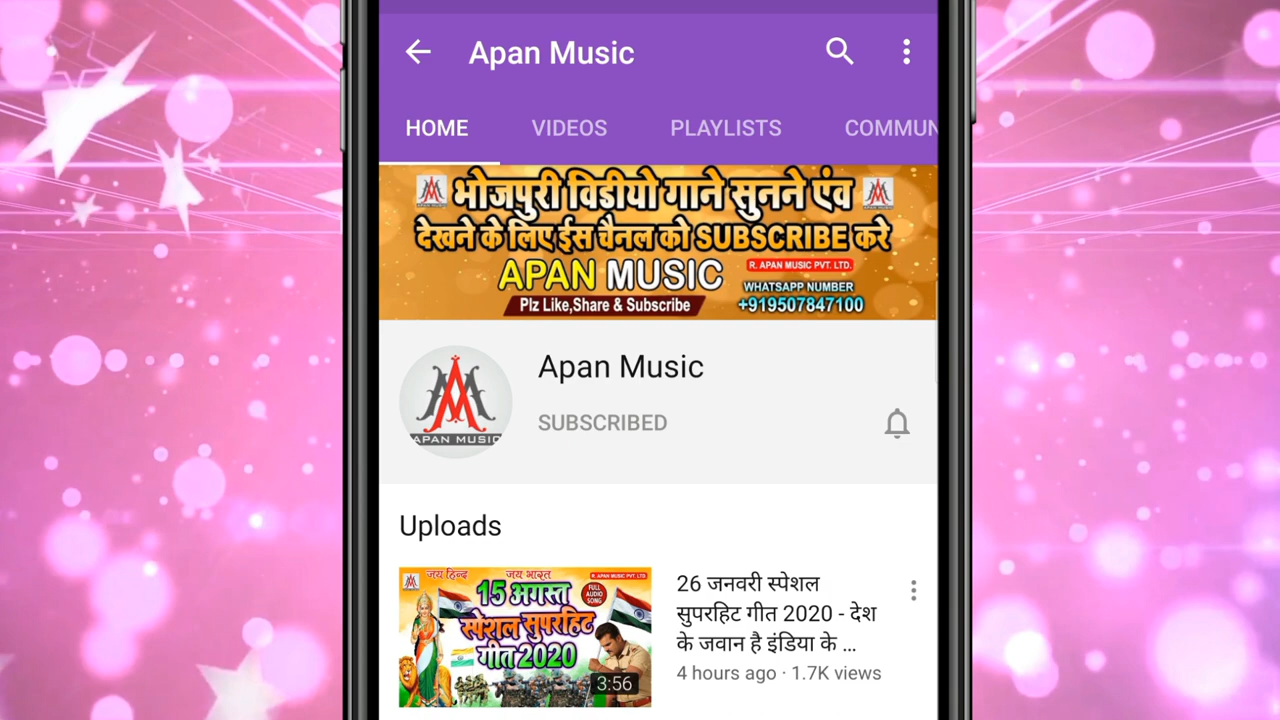 Apan Music
HOME VIDEOS PLAYLISTS COMMUN
भोजपुरी विडीयो गाने सुनने एंव
देखने के लिए ईस चैनल को SUBSCRIBE करे
APAN MUSIC
R. APAN MUSIC PVT. LTD.
Plz Like,Share & Subscribe
WHATSAPP NUMBER
+919507847100
Apan Music
SUBSCRIBED
APAN MUSIC
Uploads
जय हिन्द जय भारत
R. APAN MUSIC PVT. LTD
15 अगस्त
FULL
AUDIO
SONG
स्पेशल सुपरहिट
गीत 2020
3:56
26 जनवरी स्पेशल
सुपरहिट गीत 2020 - देश
के जवान है इंडिया के ...
4 hours ago · 1.7K views